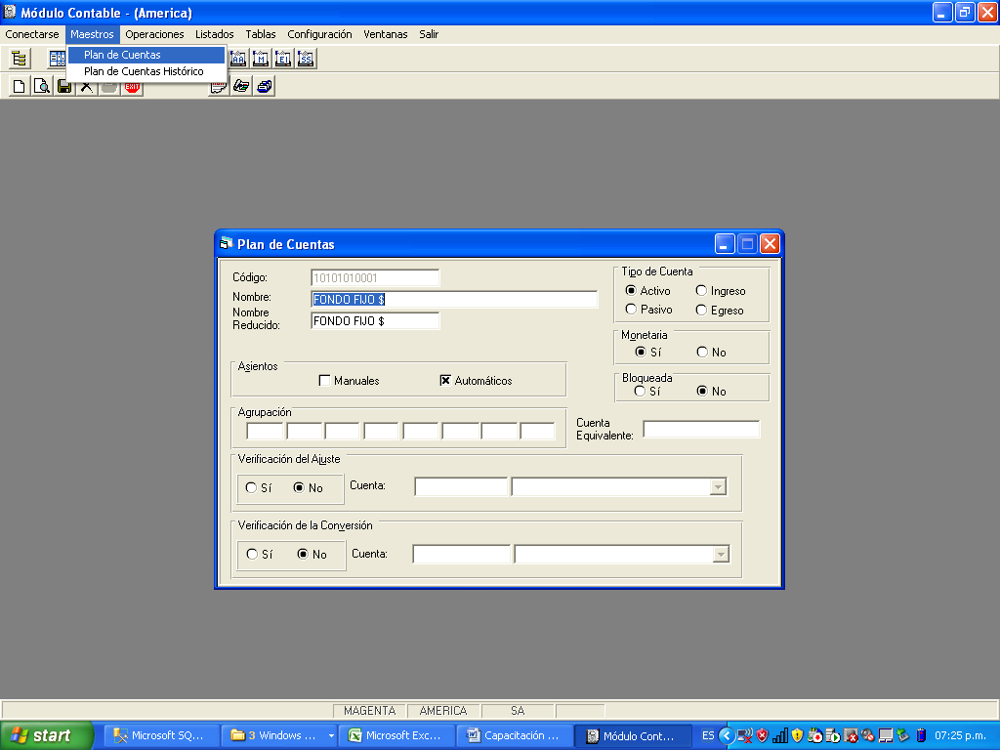 Módulo Contable - (America)
Conectarse Maestros Operaciones Listados Tablas Configuración Ventanas Salir
Plan de Cuentas
Plan de Cuentas Histórico
AA M EI SS
EXIT
Plan de Cuentas
Código: 10101010001
Nombre: FONDO FIJO $
Nombre Reducido: FONDO FIJO $
Tipo de Cuenta
Activo Ingreso
Pasivo Egreso
Monetaria
Sí No
Bloqueada
Sí No
Asientos
Manuales Automáticos
Agrupación
Cuenta Equivalente:
Verificación del Ajuste
Sí No Cuenta:
Verificación de la Conversión
Sí No Cuenta:
MAGENTA AMERICA SA
start Microsoft SQ... 3 Windows ... Microsoft Exc... Capacitación ... Módulo Cont... ES 07:25 p.m.